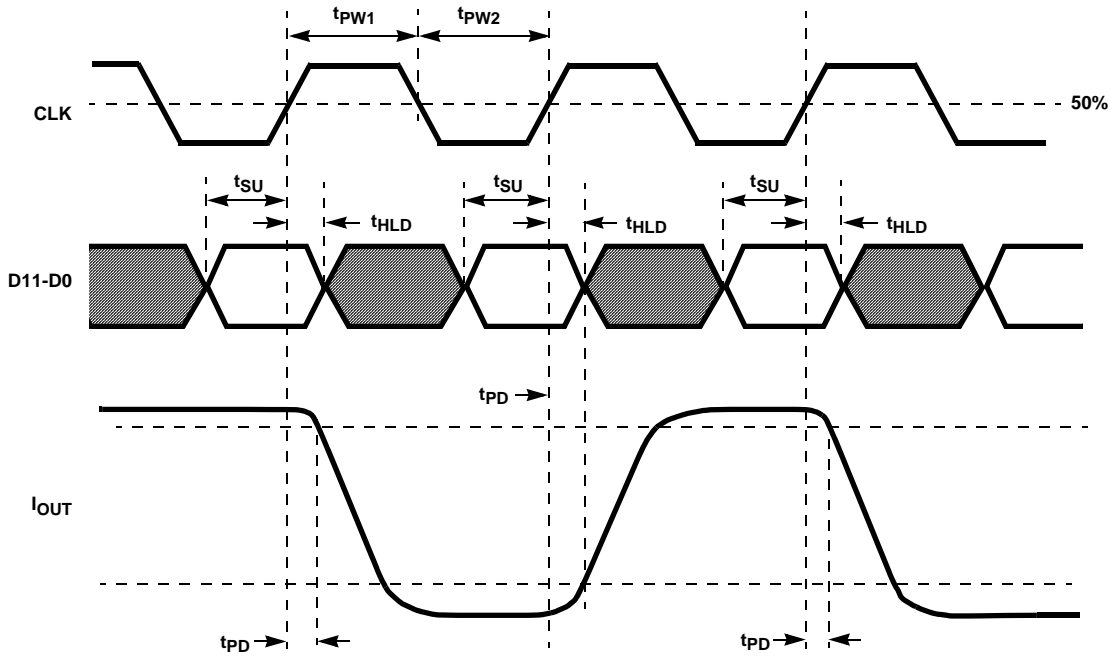 tPW1 tPW2
CLK
50%
tSU tSU tSU
tHLD tHLD tHLD
D11-D0
tPD
IOUT
tPD tPD